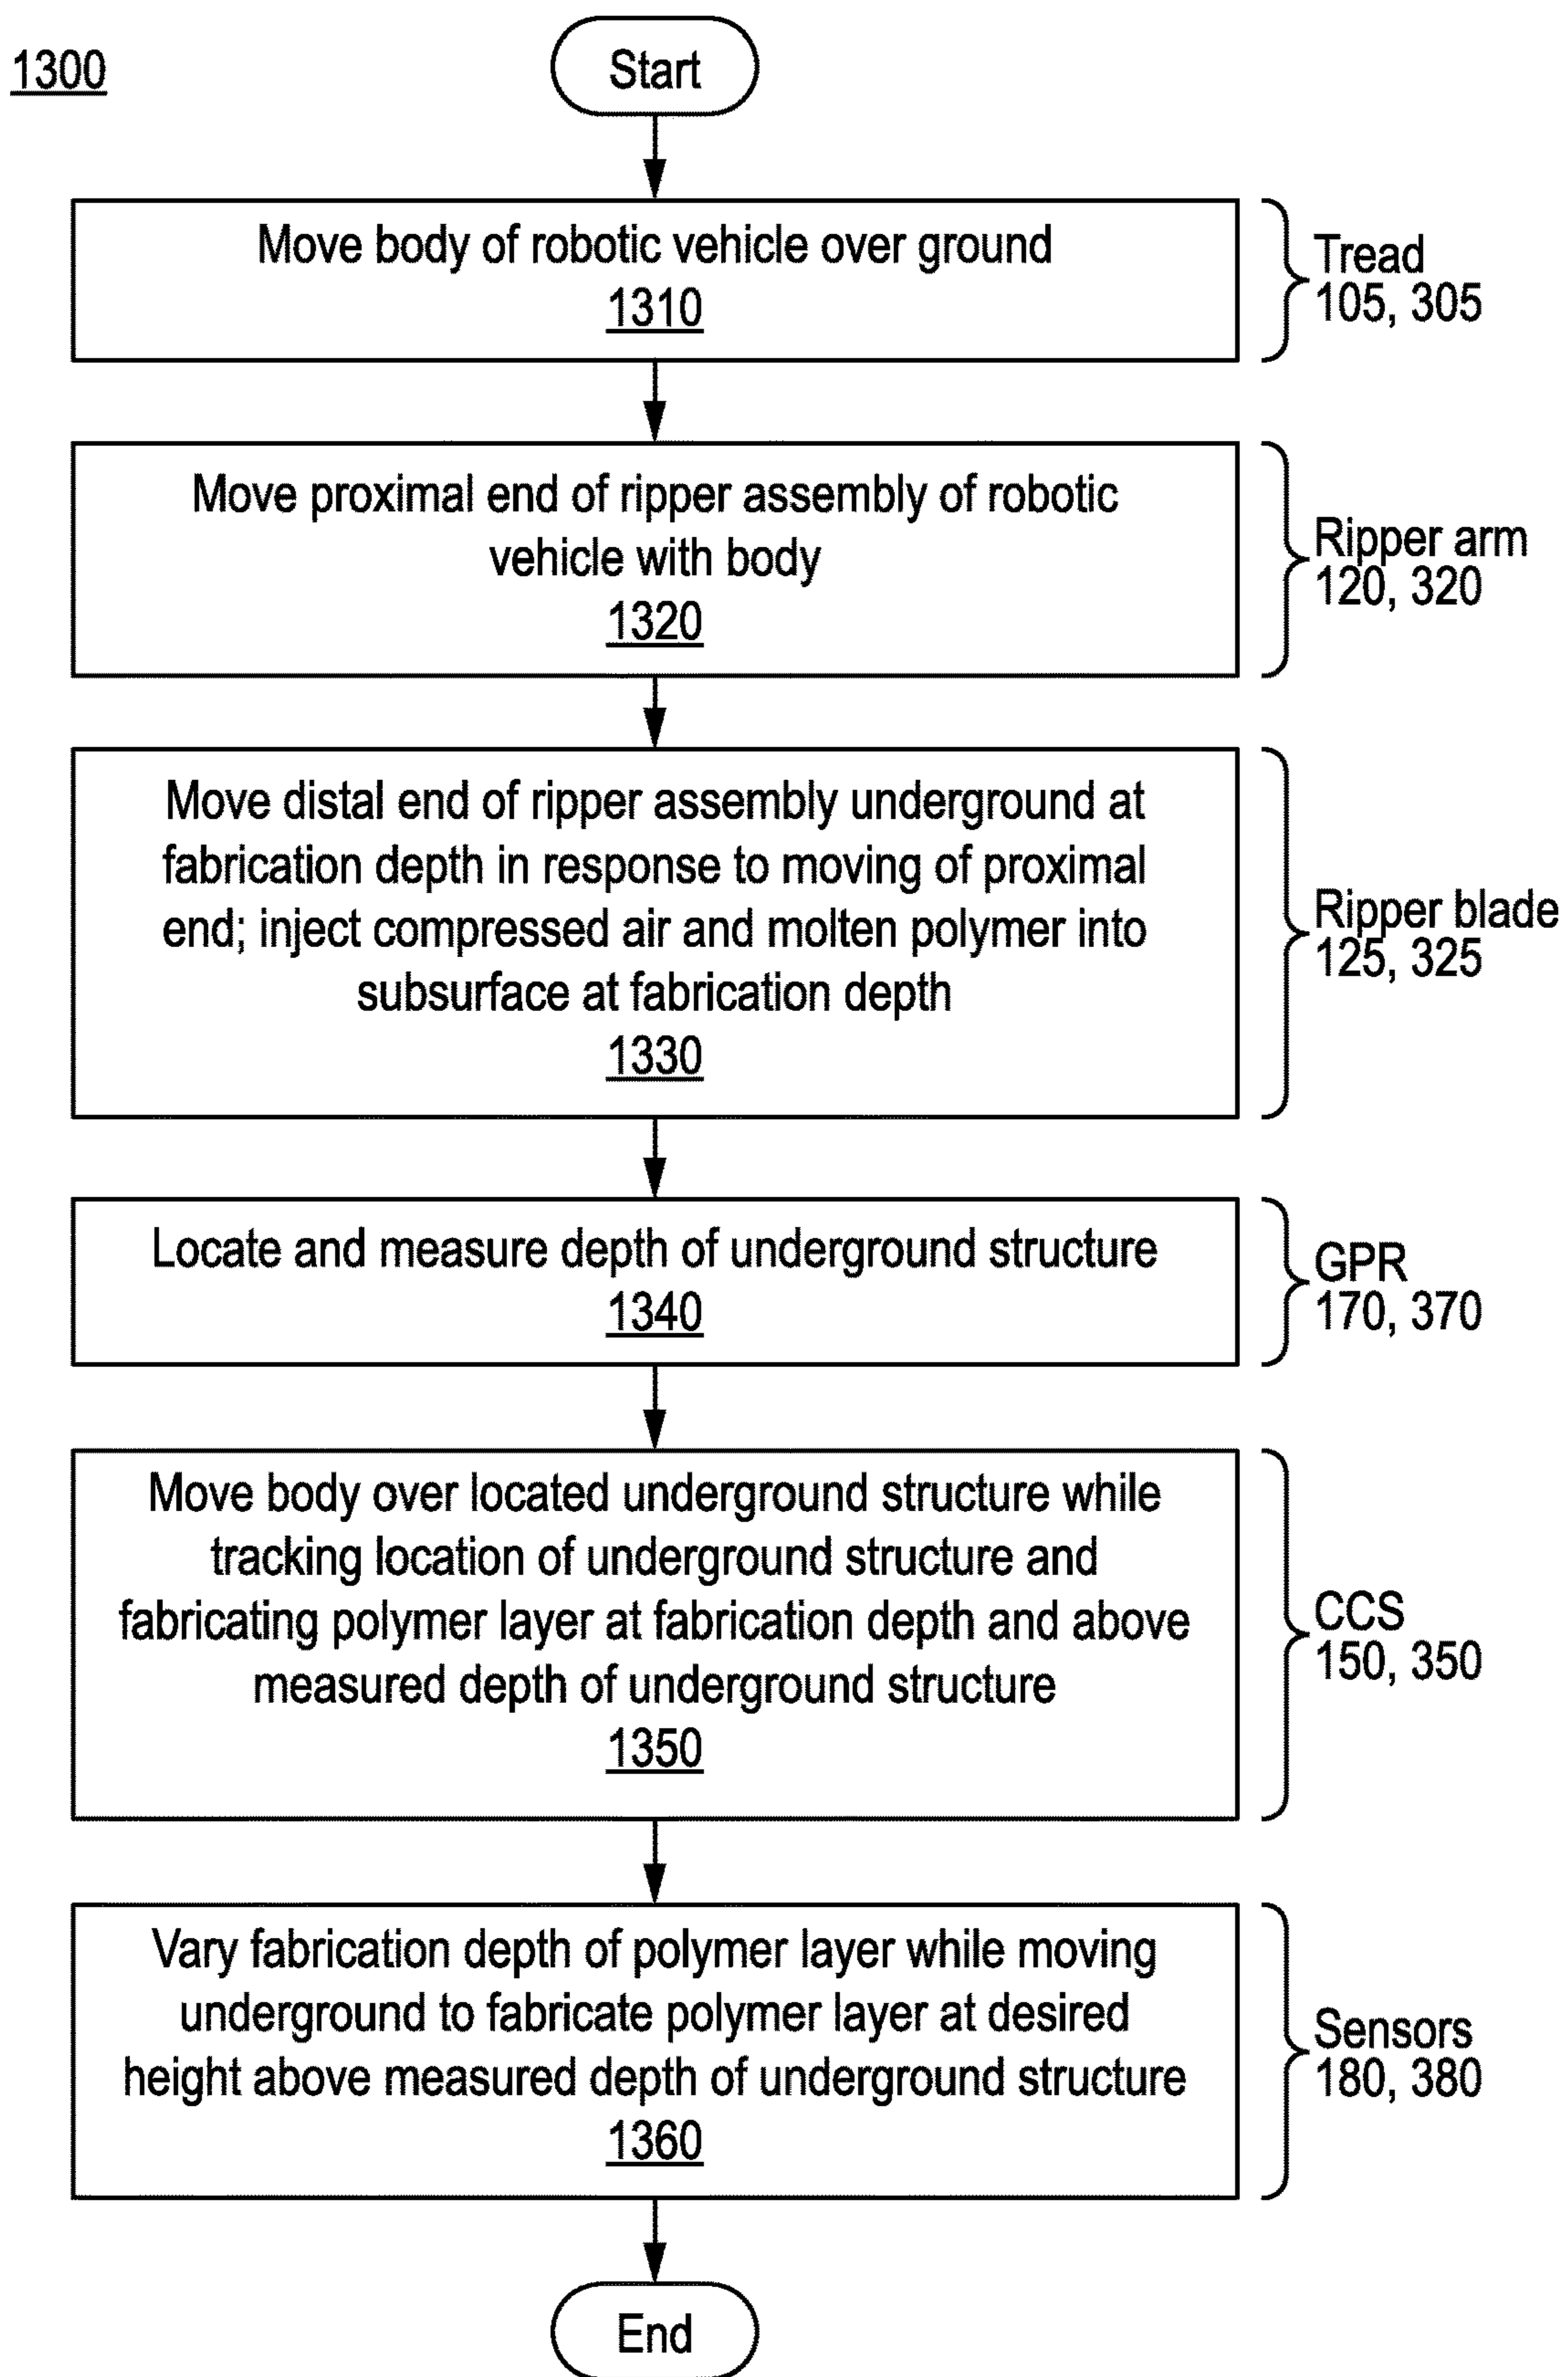 1300
Start
Move body of robotic vehicle over ground
1310
Tread
105, 305
Move proximal end of ripper assembly of robotic
vehicle with body
1320
Ripper arm
120, 320
Move distal end of ripper assembly underground at
fabrication depth in response to moving of proximal
end; inject compressed air and molten polymer into
subsurface at fabrication depth
1330
Ripper blade
125, 325
Locate and measure depth of underground structure
1340
GPR
170, 370
Move body over located underground structure while
tracking location of underground structure and
fabricating polymer layer at fabrication depth and above
measured depth of underground structure
1350
CCS
150, 350
Vary fabrication depth of polymer layer while moving
underground to fabricate polymer layer at desired
height above measured depth of underground structure
1360
Sensors
180, 380
End